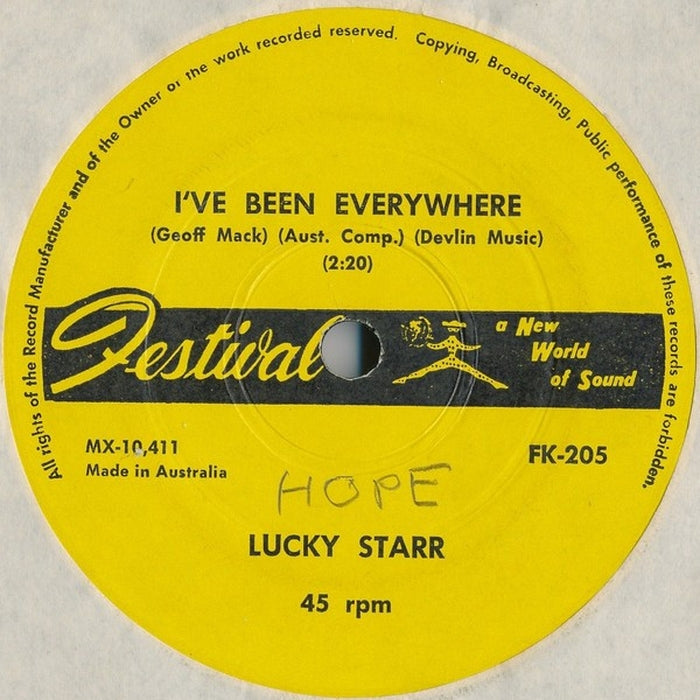 All rights of the Record Manufacturer and of the Owner of the work recorded reserved. Copying, Broadcasting, Public performance of these records are forbidden.
I'VE BEEN EVERYWHERE
(Geoff Mack) (Aust. Comp.) (Devlin Music)
(2:20)
Festival
a New
World
of Sound
MX-10,411
Made in Australia
FK-205
HOPE
LUCKY STARR
45 rpm